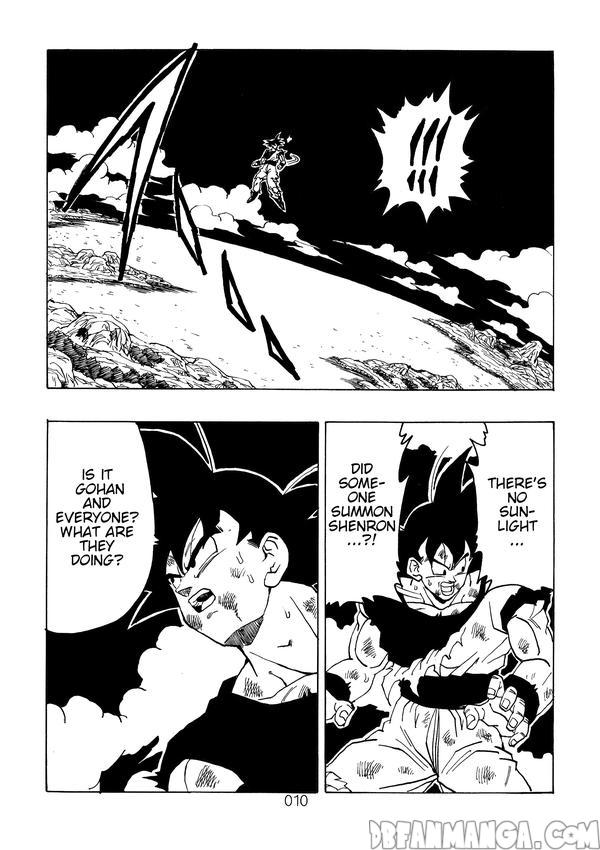 !!!
THERE'S
NO
SUN-
LIGHT
...
DID
SOME-
ONE
SUMMON
SHENRON
...?!
IS IT
GOHAN
AND
EVERYONE?
WHAT ARE
THEY
DOING?
010
DBFANMANGA.COM